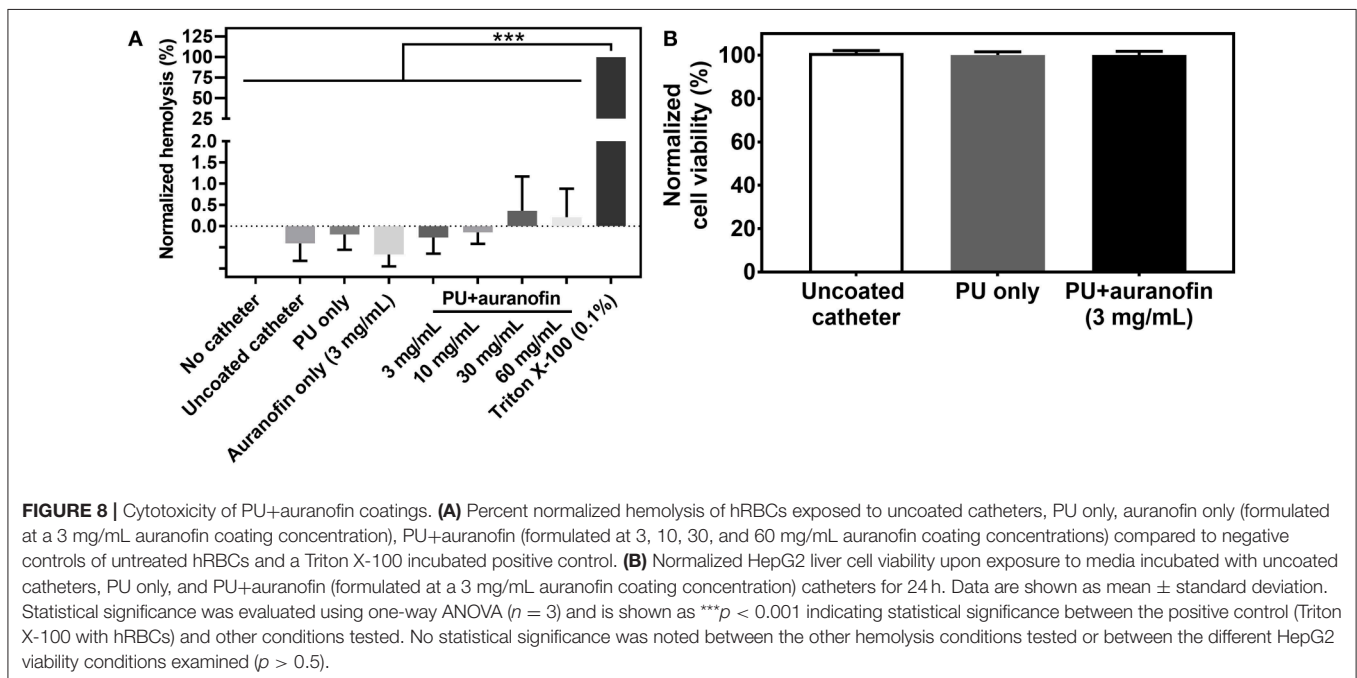 A
***
125
100
75
50
25
2.0
1.5
1.0
0.5
0.0
Normalized hemolysis (%)
PU+auranofin
No catheter
Uncoated catheter
PU only
Auranofin only (3 mg/mL)
3 mg/mL
10 mg/mL
30 mg/mL
60 mg/mL
Triton X-100 (0.1%)
B
100
80
60
40
20
0
Normalized
cell viability (%)
Uncoated
catheter
PU only
PU+auranofin
(3 mg/mL)
FIGURE 8 | Cytotoxicity of PU+auranofin coatings. (A) Percent normalized hemolysis of hRBCs exposed to uncoated catheters, PU only, auranofin only (formulated
at a 3 mg/mL auranofin coating concentration), PU+auranofin (formulated at 3, 10, 30, and 60 mg/mL auranofin coating concentrations) compared to negative
controls of untreated hRBCs and a Triton X-100 incubated positive control. (B) Normalized HepG2 liver cell viability upon exposure to media incubated with uncoated
catheters, PU only, and PU+auranofin (formulated at a 3 mg/mL auranofin coating concentration) catheters for 24 h. Data are shown as mean ± standard deviation.
Statistical significance was evaluated using one-way ANOVA (n = 3) and is shown as ***p < 0.001 indicating statistical significance between the positive control (Triton
X-100 with hRBCs) and other conditions tested. No statistical significance was noted between the other hemolysis conditions tested or between the different HepG2
viability conditions examined (p > 0.5).